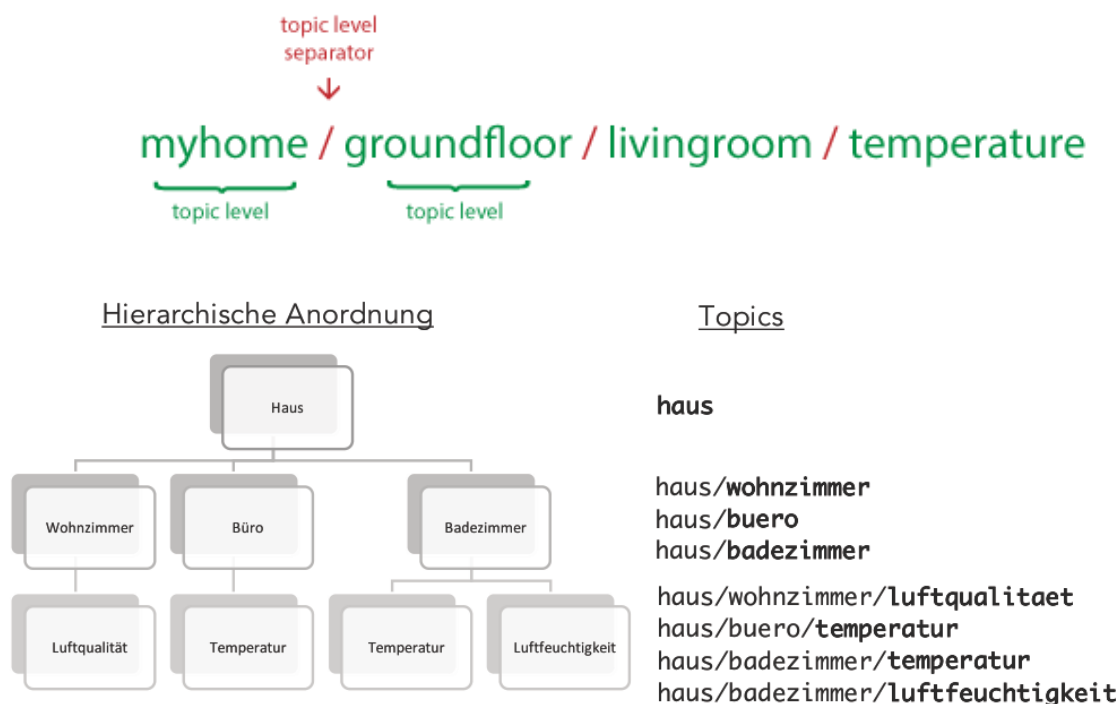 topic level
separator
myhome / groundfloor / livingroom / temperature
topic level
topic level
Hierarchische Anordnung
Topics
Haus
haus
Wohnzimmer
Büro
Badezimmer
haus/wohnzimmer
haus/buero
haus/badezimmer
Luftqualität
Temperatur
Temperatur
Luftfeuchtigkeit
haus/wohnzimmer/luftqualitaet
haus/buero/temperatur
haus/badezimmer/temperatur
haus/badezimmer/luftfeuchtigkeit